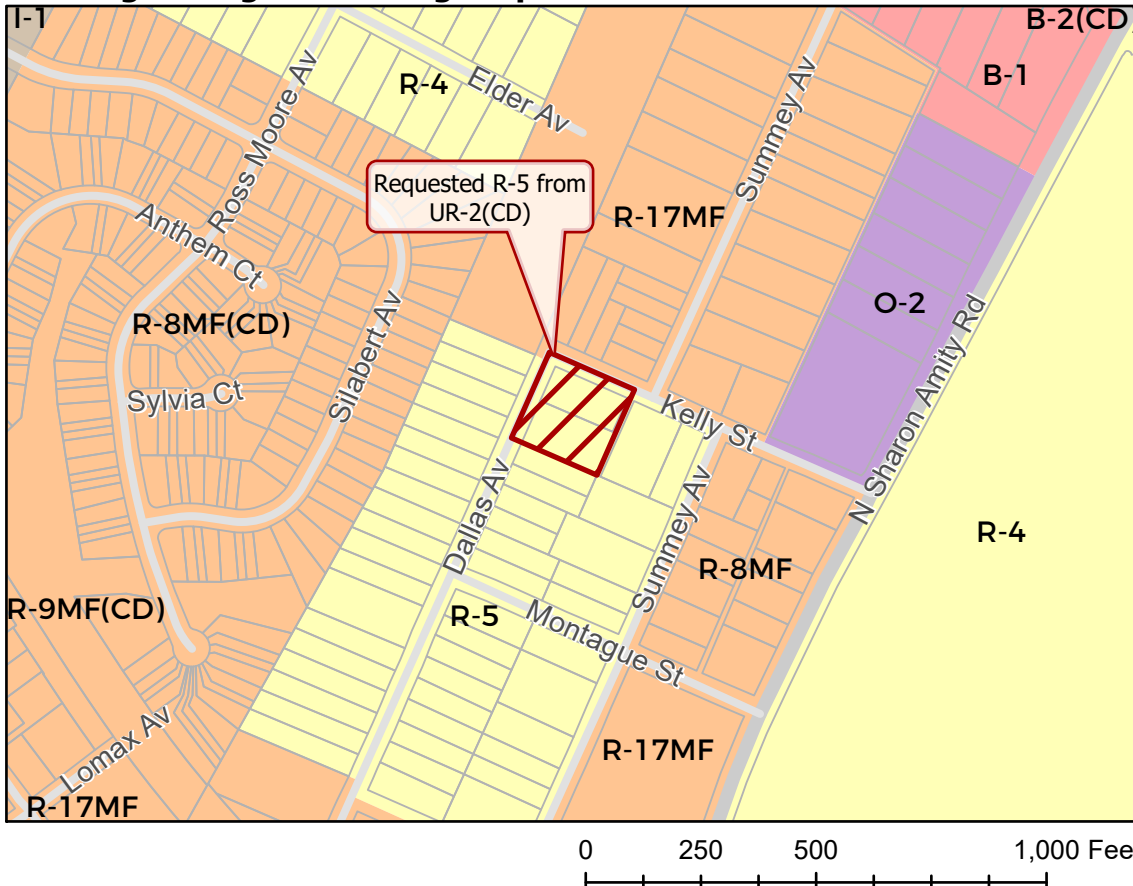 I-1
B-2(CD
R-4
Elder Av
B-1
Ross Moore Av
Summey Av
Requested R-5 from
UR-2(CD)
R-17MF
Anthem Ct
O-2
R-8MF(CD)
Silabert Av
Sylvia Ct
Kelly St
N Sharon Amity Rd
Dallas Av
Summey Av
R-4
R-8MF
R-9MF(CD)
R-5
Montague St
Lomax Av
R-17MF
R-17MF
0 250 500 1,000 Fee